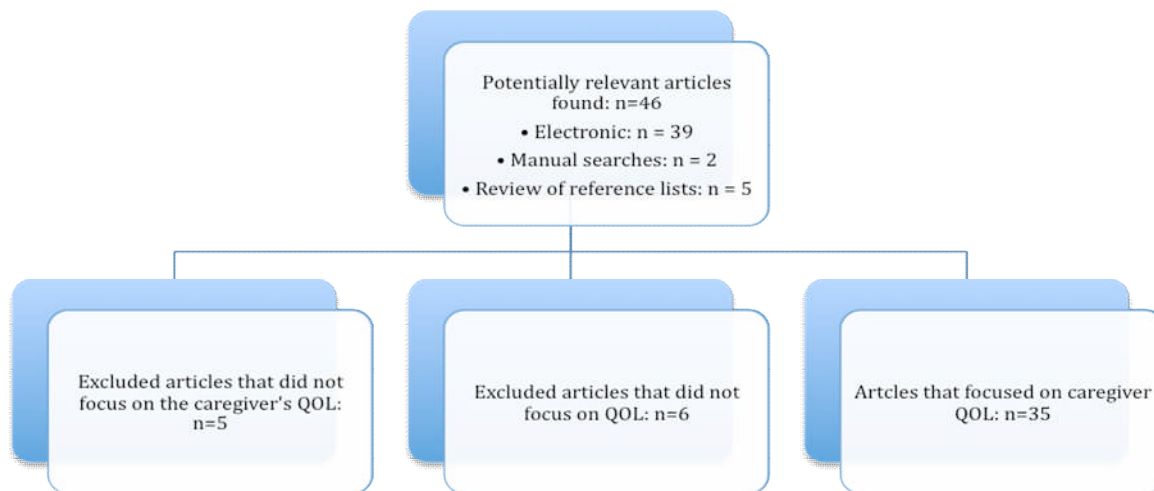 Potentially relevant articles
found: n=46
• Electronic: n = 39
• Manual searches: n = 2
• Review of reference lists: n = 5
Excluded articles that did not
focus on the caregiver's QOL:
n=5
Excluded articles that did not
focus on QOL: n=6
Artcles that focused on caregiver
QOL: n=35